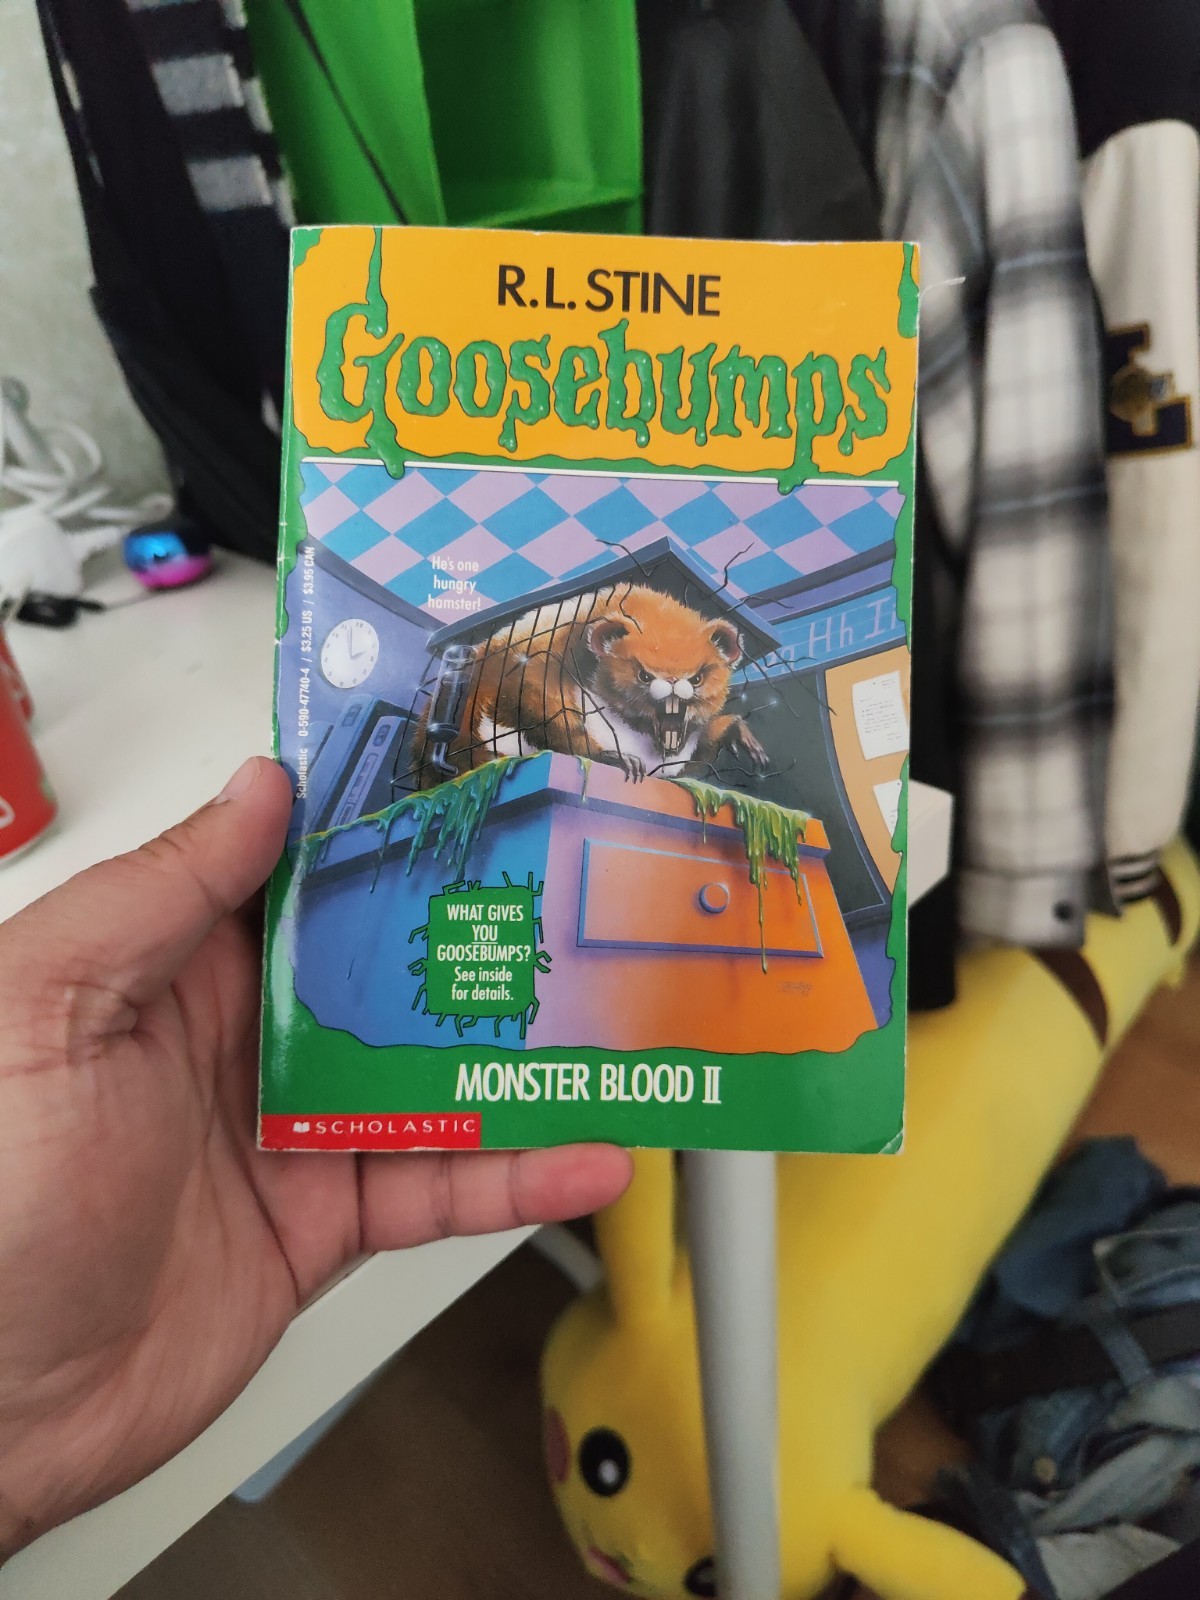 R.L. STINE
Goosebumps
He's one
hungry
hamster!
Scholastic 0-590-47740-4 / $3.25 US / $3.95 CAN
Hh Ii
WHAT GIVES
YOU
GOOSEBUMPS?
See inside
for details.
MONSTER BLOOD II
SCHOLASTIC